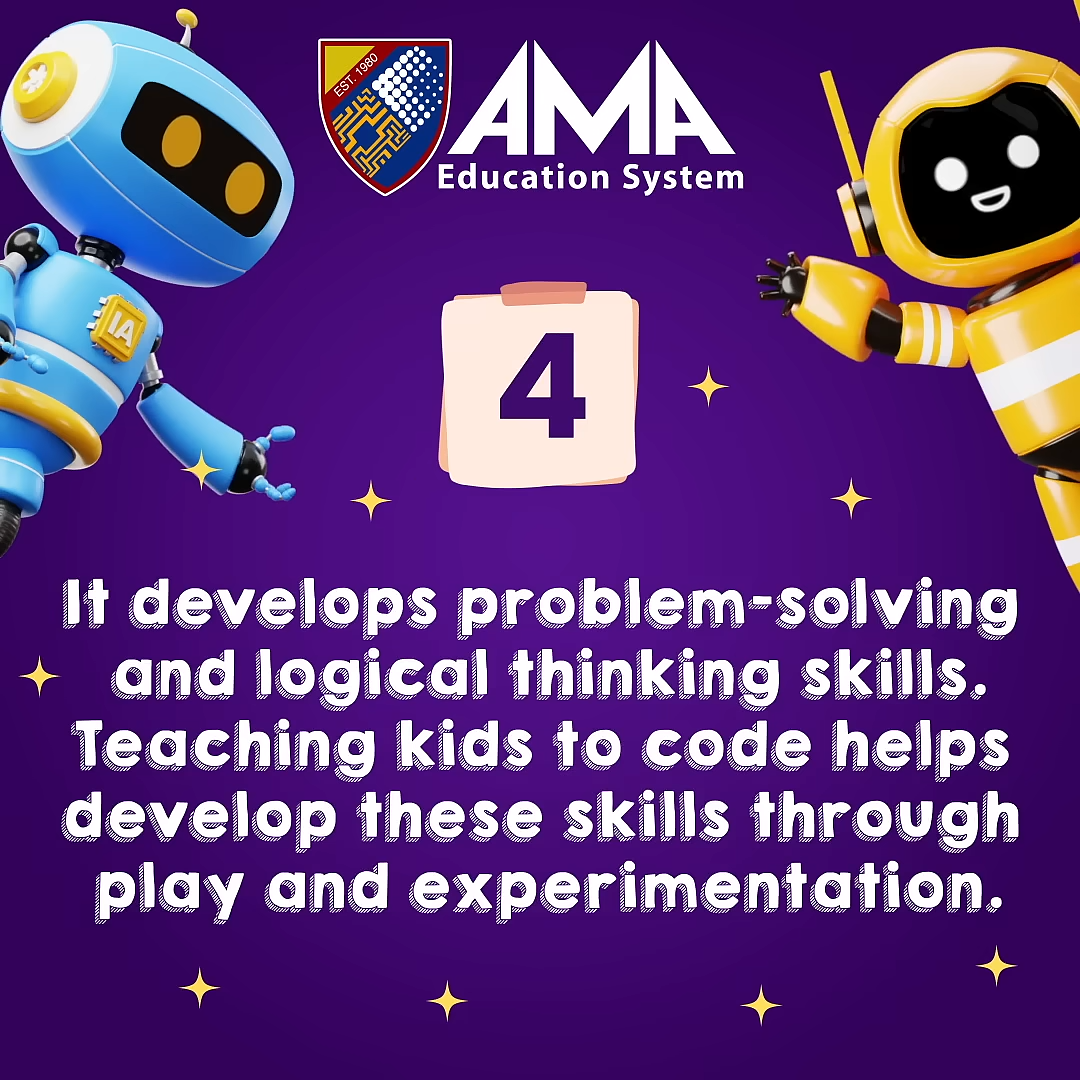 EST. 1980
AMA
Education System
IA
4
It develops problem-solving
and logical thinking skills.
Teaching kids to code helps
develop these skills through
play and experimentation.